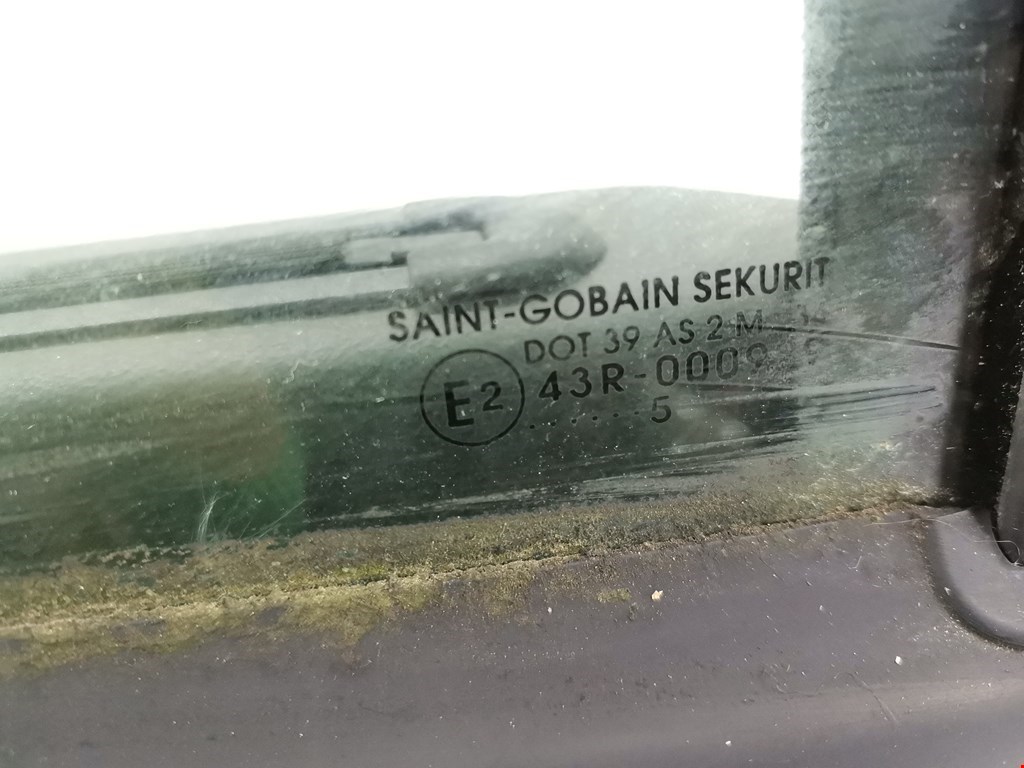 SAINT-GOBAIN SEKURIT
DOT 39 AS 2
E2
43R-0009
.....5